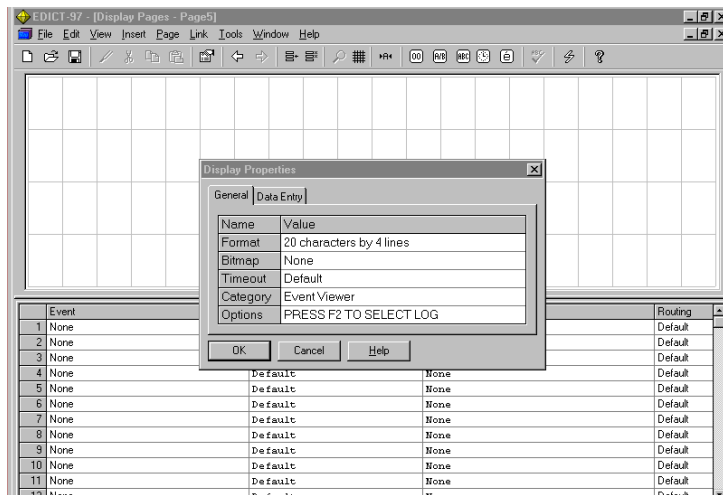 EDICT-97 - [Display Pages - Page5]
File Edit View Insert Page Link Tools Window Help
00 A/B ABC
Display Properties
General Data Entry
Name Value
Format 20 characters by 4 lines
Bitmap None
Timeout Default
Category Event Viewer
Options PRESS F2 TO SELECT LOG
OK Cancel Help
Event Routing
1 None Default
2 None Default
3 None Default
4 None Default None Default
5 None Default None Default
6 None Default None Default
7 None Default None Default
8 None Default None Default
9 None Default None Default
10 None Default None Default
11 None Default None Default